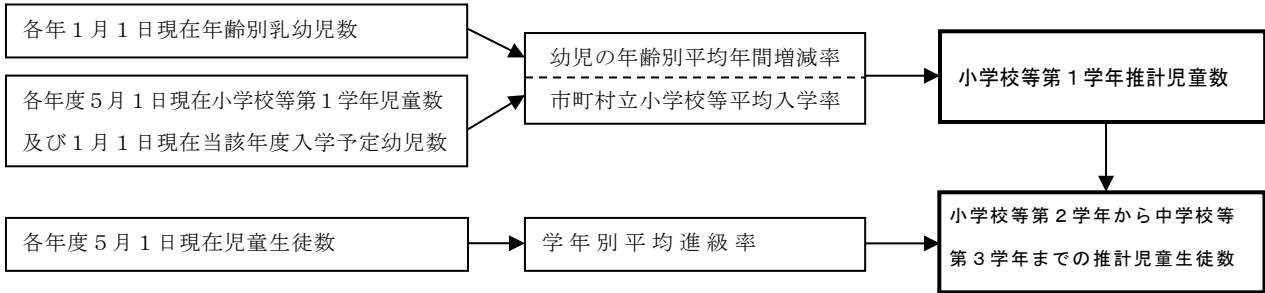 各年１月１日現在年齢別乳幼児数
各年度５月１日現在小学校等第１学年児童数
及び１月１日現在当該年度入学予定幼児数
幼児の年齢別平均年間増減率
市町村立小学校等平均入学率
小学校等第１学年推計児童数
各年度５月１日現在児童生徒数
学年別平均進級率
小学校等第２学年から中学校等
第３学年までの推計児童生徒数